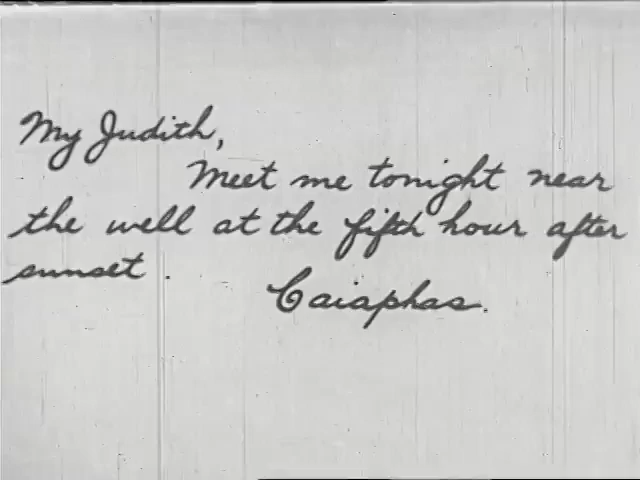 My Judith,
Meet me tonight near
the well at the fifth hour after
sunset.
Caiaphas.